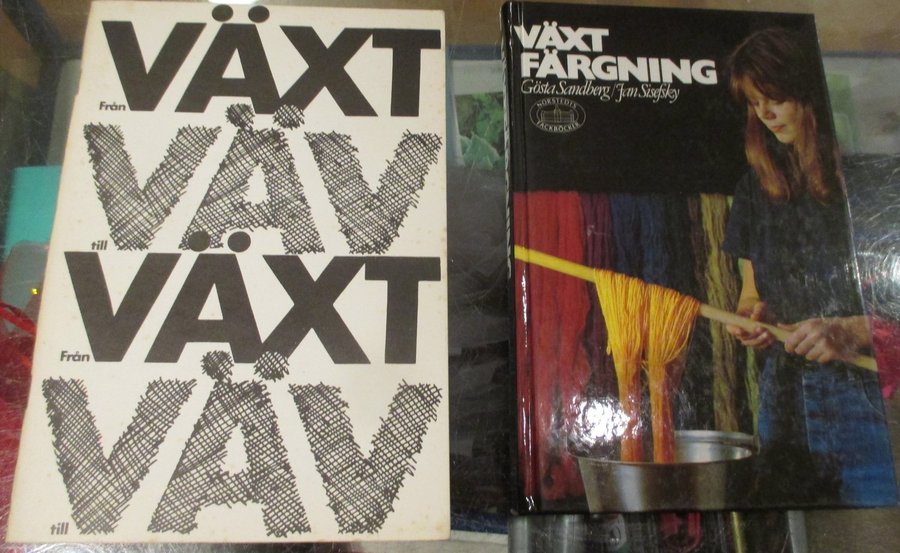 Från VÄXT
till VÄV
Från VÄXT
till VÄV
VÄXT
FÄRGNING
Gösta Sandberg/Jan Sisefsky
NORSTEDTS
FACKBÖCKER